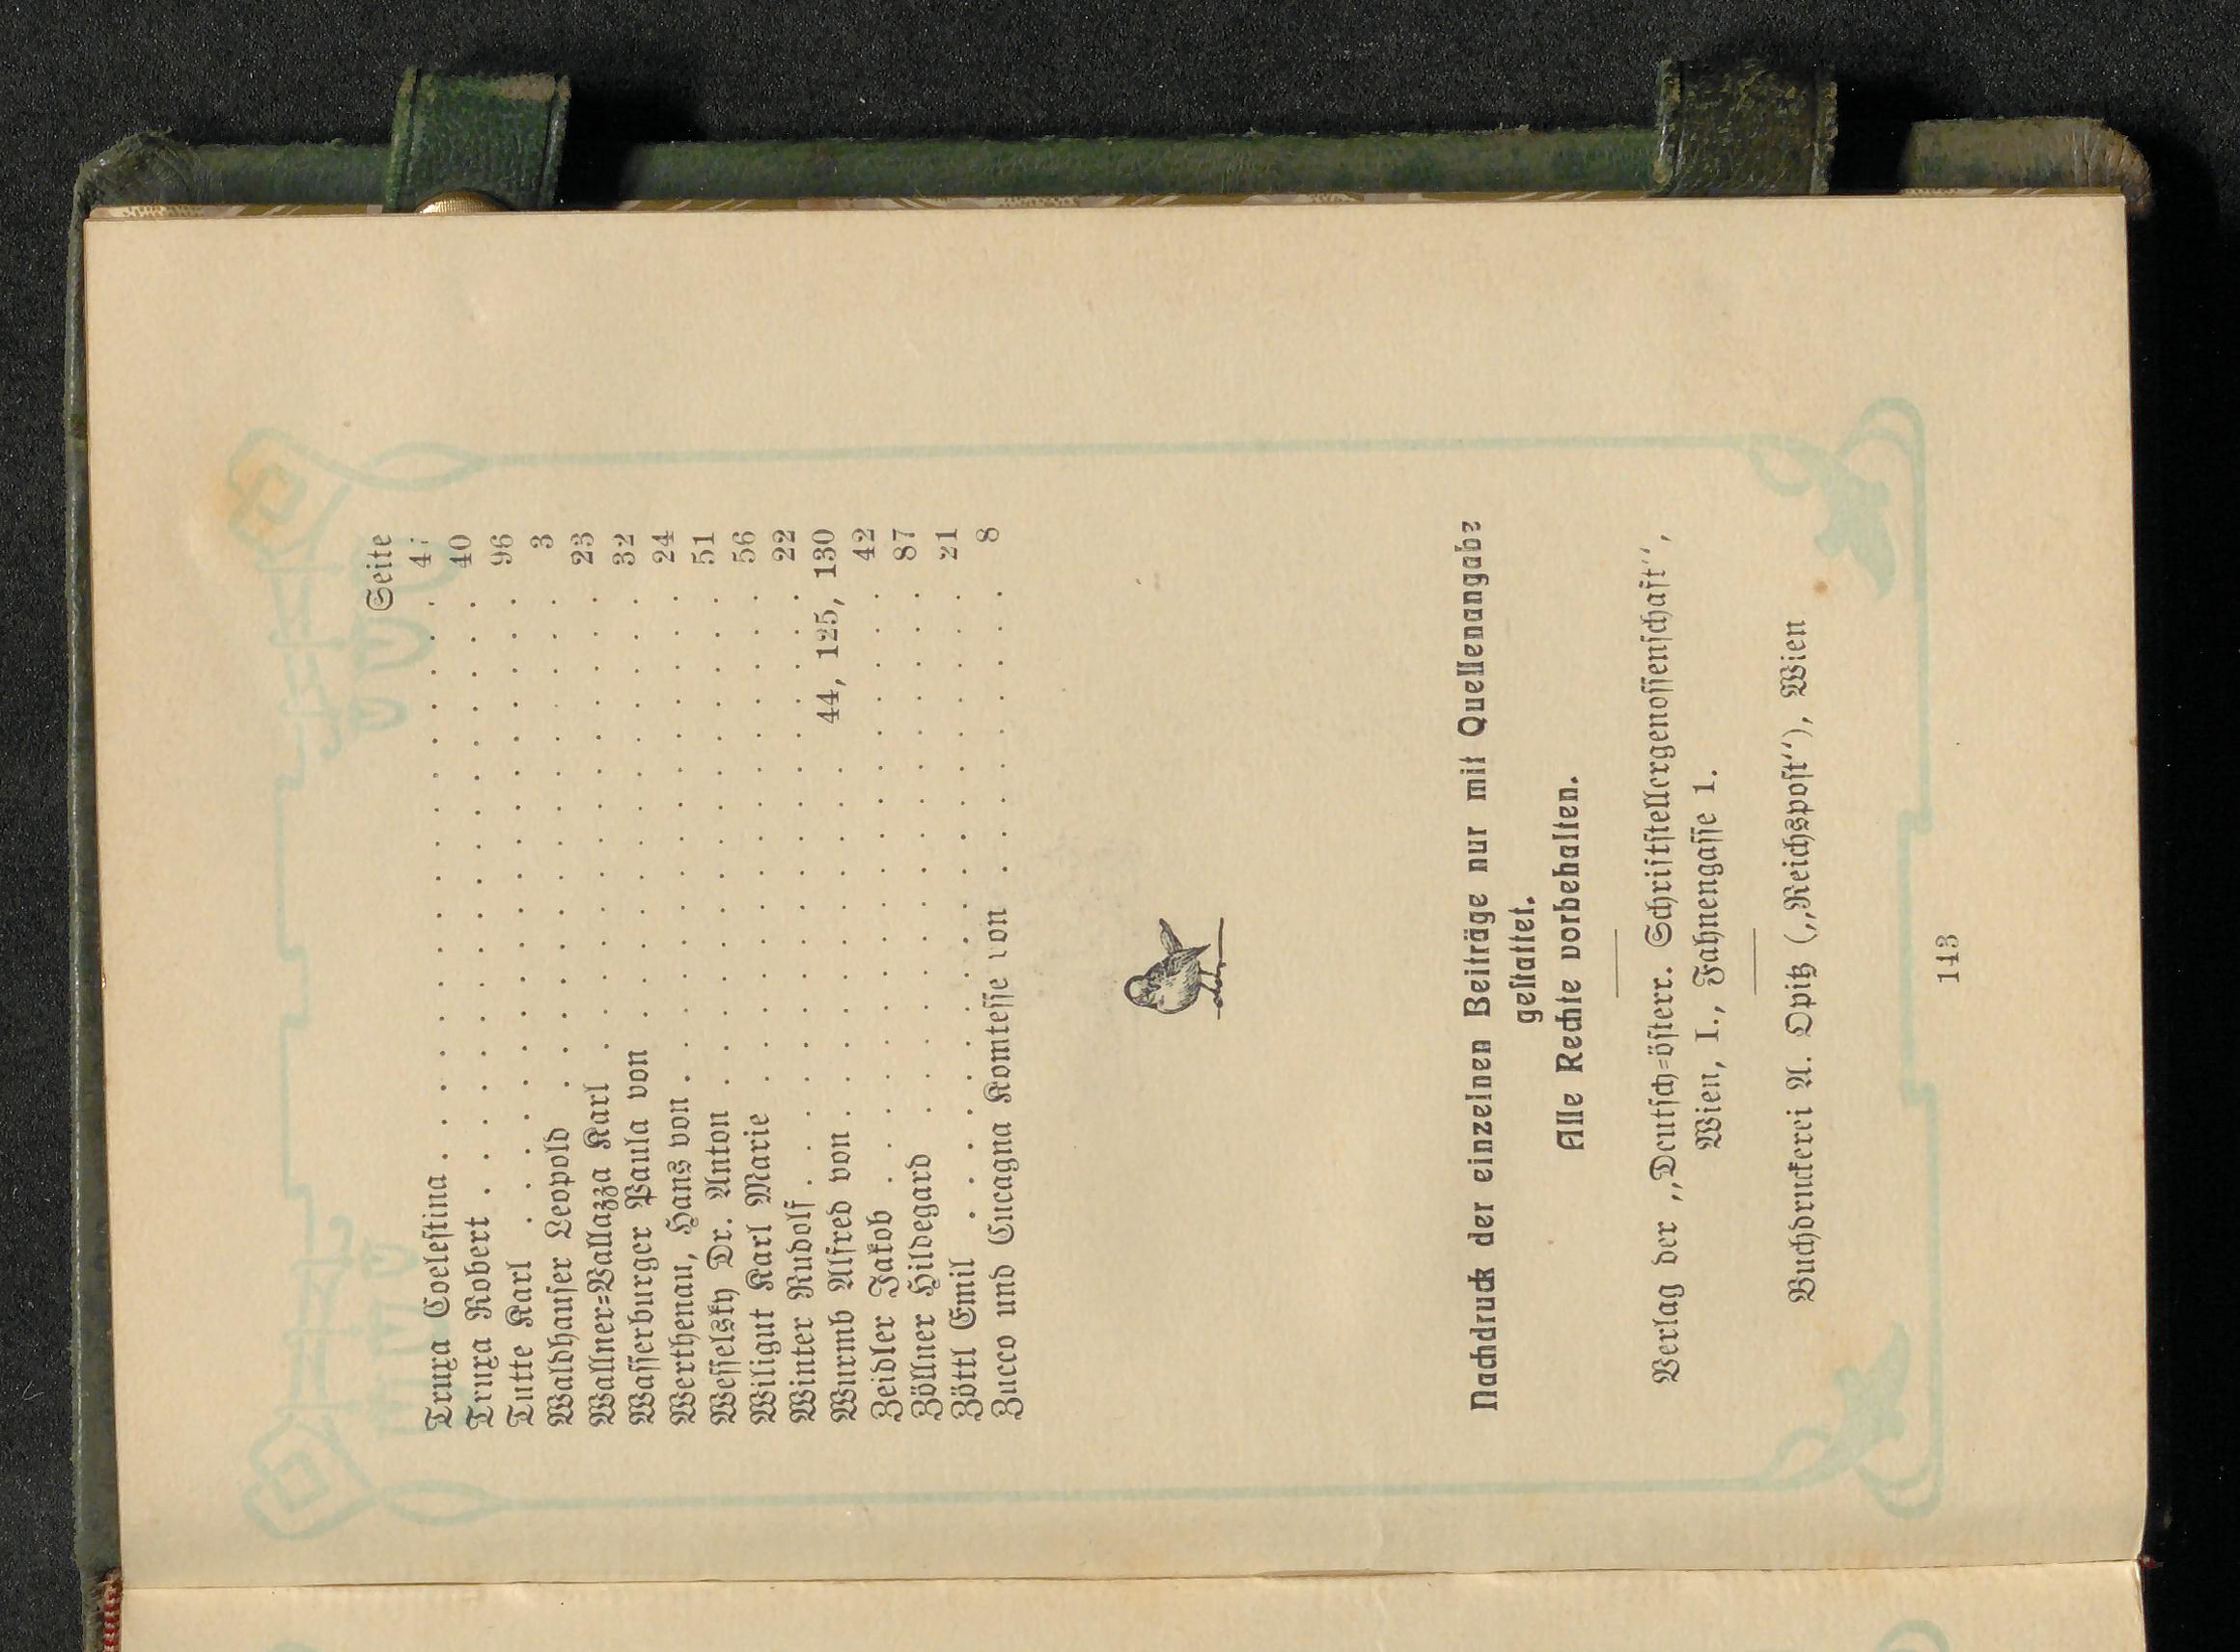 Seite
Truxa Coelestina . . . . . . . . . . . . . . . . . 4
Truxa Robert . . . . . . . . . . . . . . . . . . 40
Tutte Karl . . . . . . . . . . . . . . . . . . . 96
Waldhauser Leopold . . . . . . . . . . . . . . . 3
Wallner=Vallazza Karl . . . . . . . . . . . . . . 23
Wasserburger Paula von . . . . . . . . . . . . . 32
Werthenau, Hans von . . . . . . . . . . . . . . . 24
Wesselsky Dr. Anton . . . . . . . . . . . . . . . 51
Wiligut Karl Marie . . . . . . . . . . . . . . . 56
Winter Rudolf . . . . . . . . . . . . . . . . . . 22
Wurmb Alfred von . . . . . . . . . . . 44, 125, 130
Zeidler Jakob . . . . . . . . . . . . . . . . . . 42
Zöllner Hildegard . . . . . . . . . . . . . . . . 87
Zöttl Emil . . . . . . . . . . . . . . . . . . . 21
Zucco und Cucagna Komtesse von . . . . . . . . . 8
Nachdruck der einzelnen Beiträge nur mit Quellenangabe
gestattet.
Alle Rechte vorbehalten.
Verlag der „Deutsch=österr. Schriftstellergenossenschaft",
Wien, I., Fahnengasse 1.
Buchdruckerei A. Opitz („Reichspost"), Wien
143